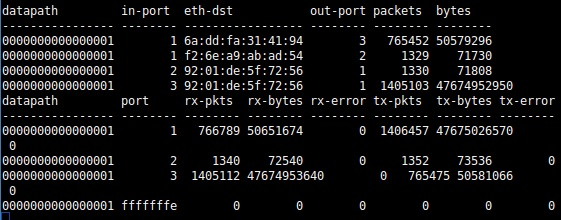 datapath         in-port  eth-dst           out-port packets  bytes
---------------- -------- ----------------- -------- -------- --------
0000000000000001        1 6a:dd:fa:31:41:94        3   765452 50579296
0000000000000001        1 f2:6e:a9:ab:ad:54        2     1329    71730
0000000000000001        2 92:01:de:5f:72:56        1     1330    71808
0000000000000001        3 92:01:de:5f:72:56        1  1405103 47674952950
datapath         port     rx-pkts  rx-bytes rx-error tx-pkts  tx-bytes tx-error
---------------- -------- -------- -------- -------- -------- -------- --------
0000000000000001        1   766789 50651674        0  1406457 47675026570
 0
0000000000000001        2     1340    72540        0     1352    73536        0
0000000000000001        3  1405112 47674953640        0   765475 50581066
 0
0000000000000001 fffffffe        0        0        0        0        0        0